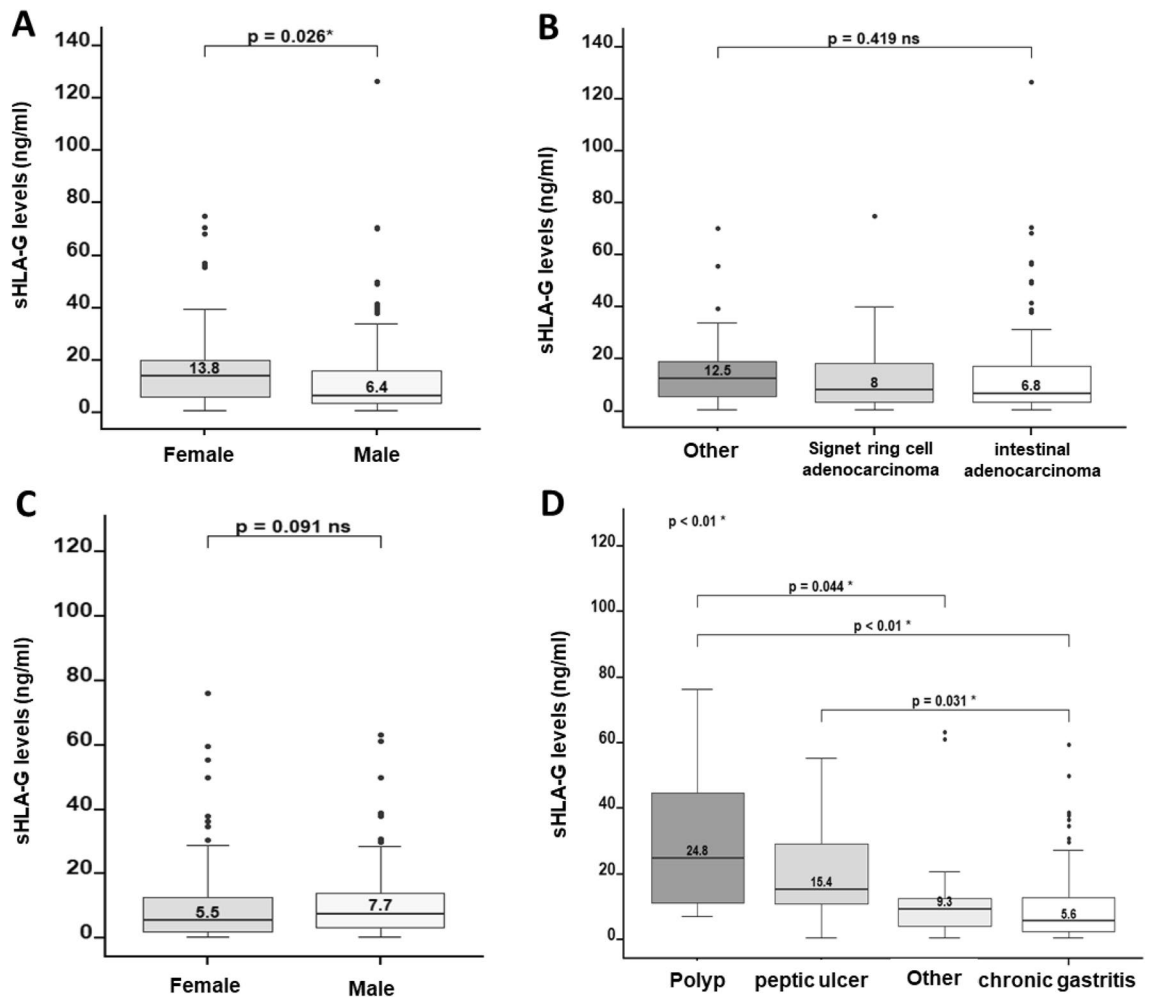 A
sHLA-G levels (ng/ml)
140
120
100
80
60
40
20
0
p = 0.026*
13.8
6.4
Female
Male
B
sHLA-G levels (ng/ml)
140
120
100
80
60
40
20
0
p = 0.419 ns
12.5
8
6.8
Other
Signet ring cell
adenocarcinoma
intestinal
adenocarcinoma
C
sHLA-G levels (ng/ml)
120
100
80
60
40
20
0
p = 0.091 ns
5.5
7.7
Female
Male
D
sHLA-G levels (ng/ml)
120
100
80
60
40
20
0
p < 0.01 *
p = 0.044 *
p < 0.01 *
p = 0.031 *
24.8
15.4
9.3
5.6
Polyp
peptic ulcer
Other
chronic gastritis